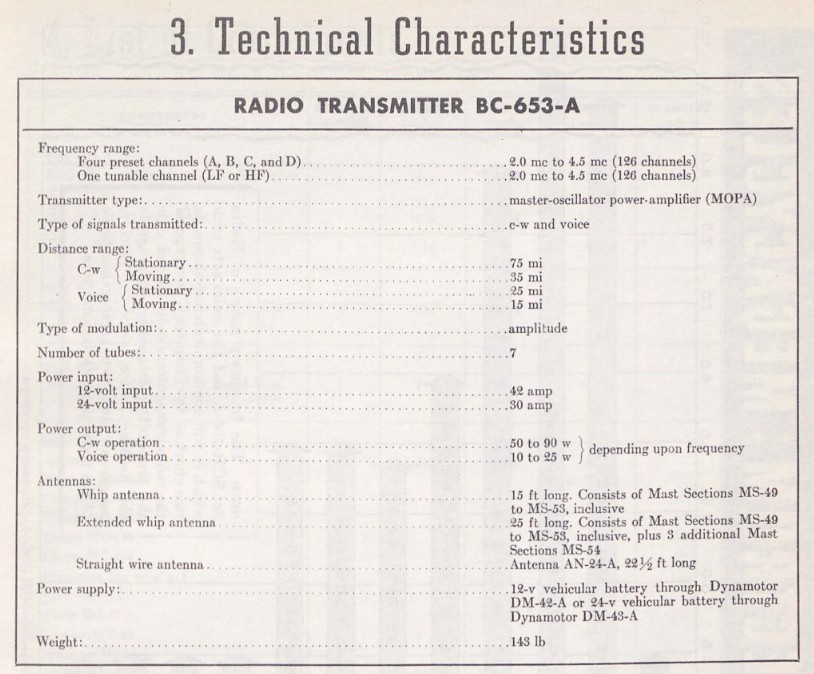 3. Technical Characteristics
RADIO TRANSMITTER BC-653-A
Frequency range:
Four preset channels (A, B, C, and D) 2.0 mc to 4.5 mc (126 channels)
One tunable channel (LF or HF) 2.0 mc to 4.5 mc (126 channels)
Transmitter type: master-oscillator power-amplifier (MOPA)
Type of signals transmitted: c-w and voice
Distance range:
C-w { Stationary 75 mi
Moving 35 mi
Voice { Stationary 25 mi
Moving 15 mi
Type of modulation: amplitude
Number of tubes: 7
Power input:
12-volt input 42 amp
24-volt input 30 amp
Power output:
C-w operation 50 to 90 w } depending upon frequency
Voice operation 10 to 25 w
Antennas:
Whip antenna 15 ft long. Consists of Mast Sections MS-49
to MS-53, inclusive
Extended whip antenna 25 ft long. Consists of Mast Sections MS-49
to MS-53, inclusive, plus 3 additional Mast
Sections MS-54
Straight wire antenna Antenna AN-24-A, 22½ ft long
Power supply: 12-v vehicular battery through Dynamotor
DM-42-A or 24-v vehicular battery through
Dynamotor DM-43-A
Weight: 143 lb